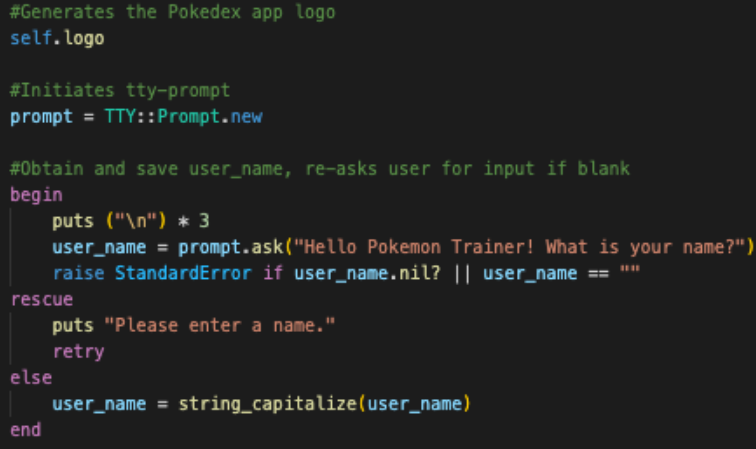 #Generates the Pokedex app logo
self.logo

#Initiates tty-prompt
prompt = TTY::Prompt.new

#Obtain and save user_name, re-asks user for input if blank
begin
    puts ("\n") * 3
    user_name = prompt.ask("Hello Pokemon Trainer! What is your name?")
    raise StandardError if user_name.nil? || user_name == ""
rescue
    puts "Please enter a name."
    retry
else
    user_name = string_capitalize(user_name)
end